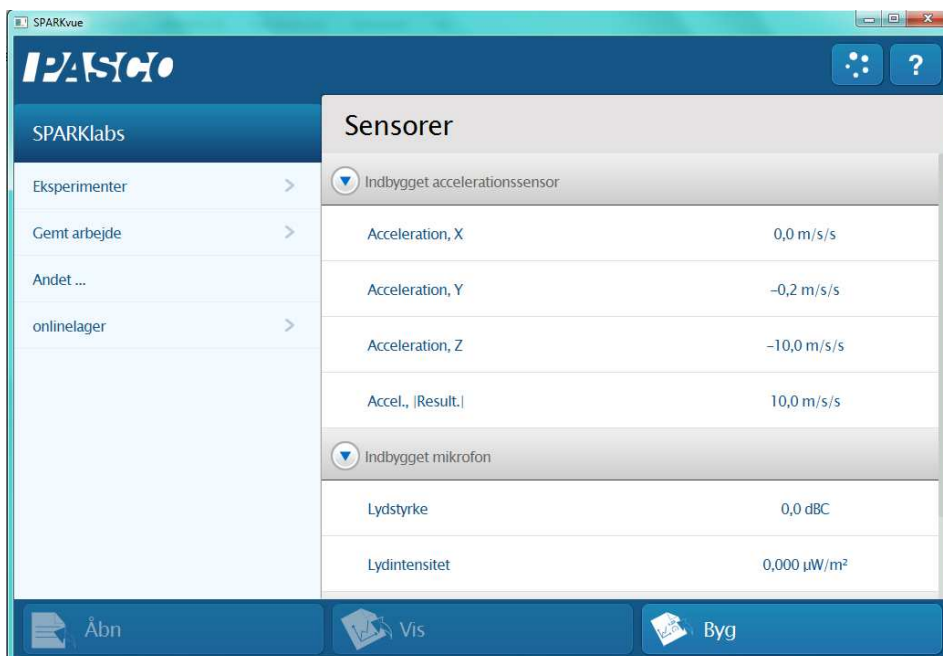 SPARKvue
PASCO
?
SPARKlabs
Eksperimenter
Gemt arbejde
Andet ...
onlinelager
Sensorer
Indbygget accelerationssensor
Acceleration, X 0,0 m/s/s
Acceleration, Y -0,2 m/s/s
Acceleration, Z -10,0 m/s/s
Accel., |Result.| 10,0 m/s/s
Indbygget mikrofon
Lydstyrke 0,0 dBC
Lydintensitet 0,000 µW/m²
Åbn
Vis
Byg